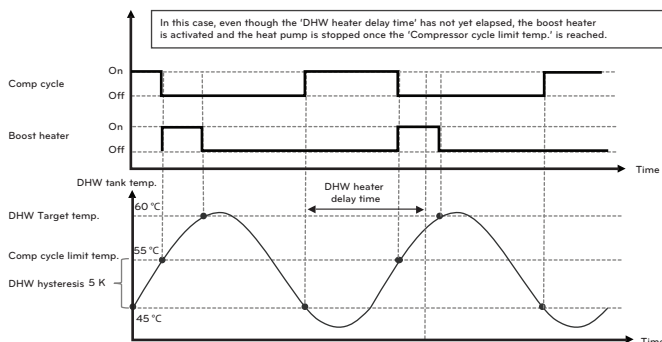 In this case, even though the 'DHW heater delay time' has not yet elapsed, the boost heater
is activated and the heat pump is stopped once the 'Compressor cycle limit temp.' is reached.
On
Comp cycle
Off
On
Boost heater
Off
Time
DHW tank temp.
60 °C
DHW heater
delay time
DHW Target temp.
55 °C
Comp cycle limit temp.
DHW hysteresis 5 K
45 °C
Time